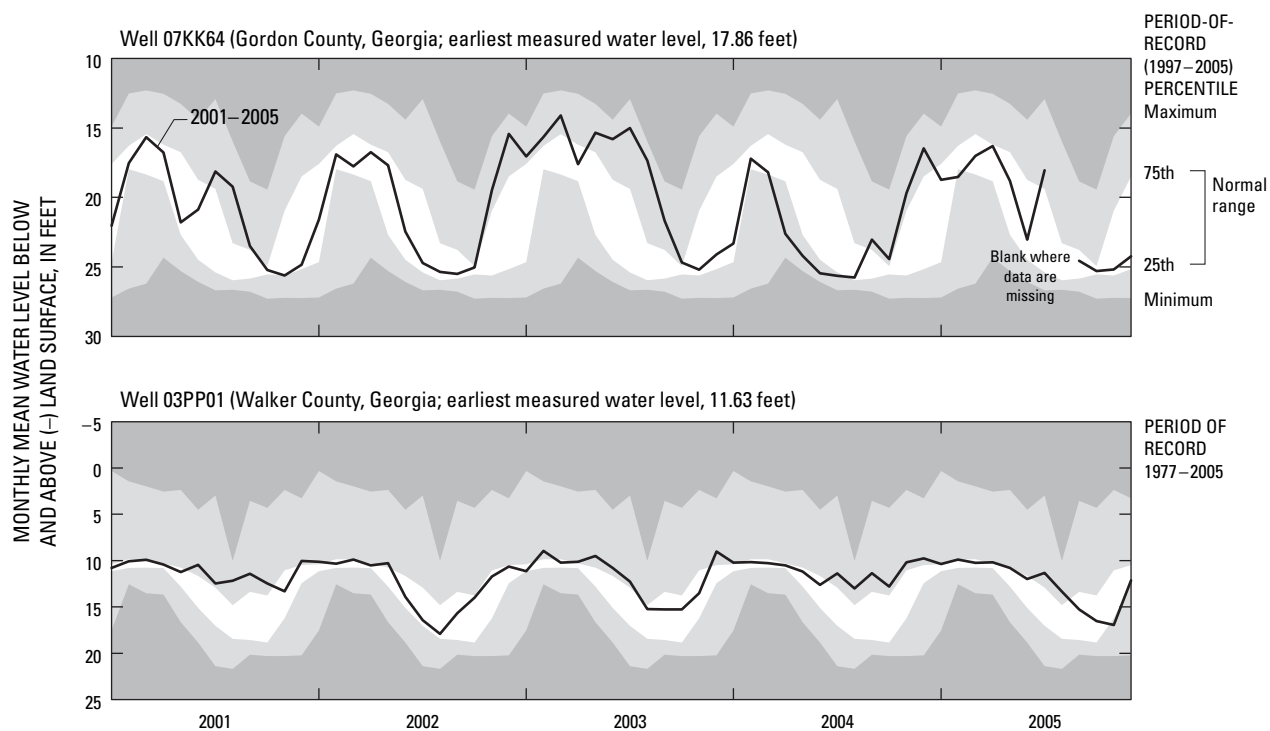 Well 07KK64 (Gordon County, Georgia; earliest measured water level, 17.86 feet)
PERIOD-OF-
RECORD
(1997–2005)
PERCENTILE
Maximum
75th
Normal
range
25th
Minimum
10
15
20
25
30
2001–2005
Blank where
data are
missing
MONTHLY MEAN WATER LEVEL BELOW
AND ABOVE (–) LAND SURFACE, IN FEET
Well 03PP01 (Walker County, Georgia; earliest measured water level, 11.63 feet)
PERIOD OF
RECORD
1977–2005
–5
0
5
10
15
20
25
2001 2002 2003 2004 2005